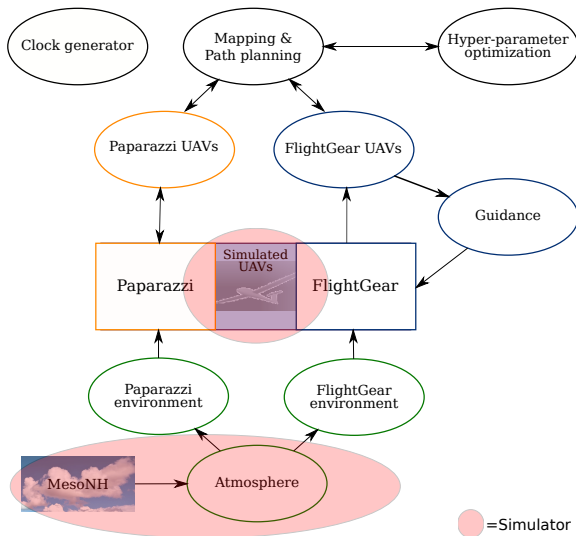 Clock generator
Mapping &
Path planning
Hyper-parameter
optimization
Paparazzi UAVs
FlightGear UAVs
Guidance
Simulated
UAVs
Paparazzi
FlightGear
Paparazzi
environment
FlightGear
environment
MesoNH
Atmosphere
=Simulator